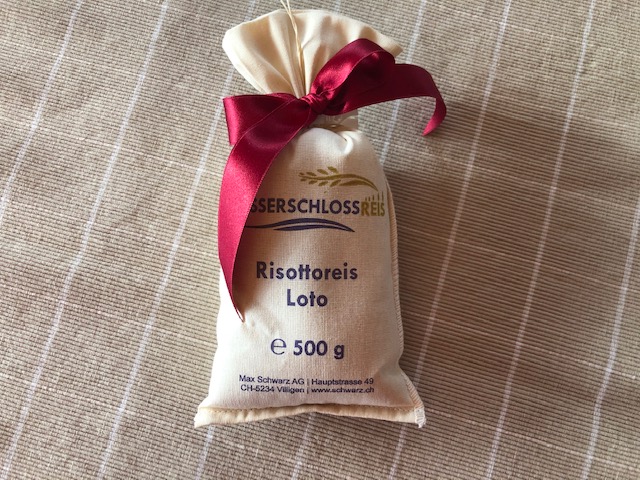 SSERSCHLOSSREIS
Risottoreis
Loto
℮ 500 g
Max Schwarz AG | Hauptstrasse 49
CH-5234 Villigen | www.schwarz.ch